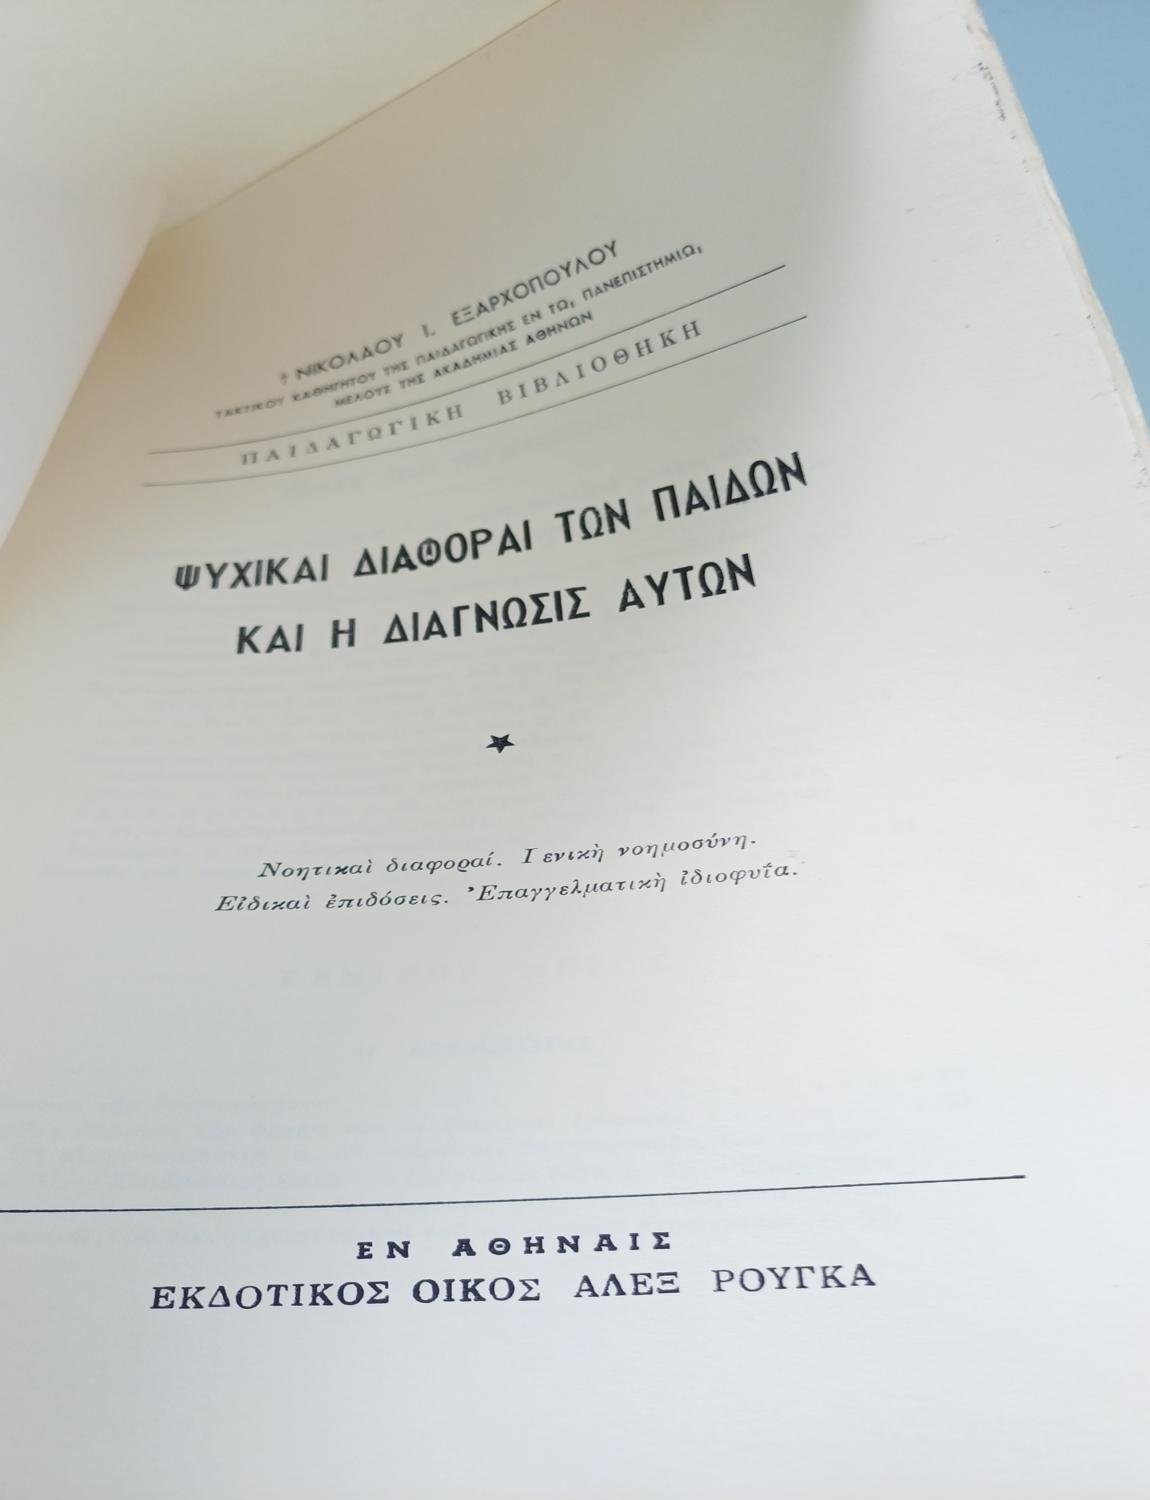 † ΝΙΚΟΛΑΟΥ Ι. ΕΞΑΡΧΟΠΟΥΛΟΥ
ΤΑΚΤΙΚΟΥ ΚΑΘΗΓΗΤΟΥ ΤΗΣ ΠΑΙΔΑΓΩΓΙΚΗΣ ΕΝ ΤΩ, ΠΑΝΕΠΙΣΤΗΜΙΩ,
ΜΕΛΟΥΣ ΤΗΣ ΑΚΑΔΗΜΙΑΣ ΑΘΗΝΩΝ
ΠΑΙΔΑΓΩΓΙΚΗ ΒΙΒΛΙΟΘΗΚΗ
ΨΥΧΙΚΑΙ ΔΙΑΦΟΡΑΙ ΤΩΝ ΠΑΙΔΩΝ
ΚΑΙ Η ΔΙΑΓΝΩΣΙΣ ΑΥΤΩΝ
Νοητικαὶ διαφοραί. Γενικὴ νοημοσύνη.
Εἰδικαὶ ἐπιδόσεις. Ἐπαγγελματικὴ ἰδιοφυΐα.
ΕΝ ΑΘΗΝΑΙΣ
ΕΚΔΟΤΙΚΟΣ ΟΙΚΟΣ ΑΛΕΞ ΡΟΥΓΚΑ